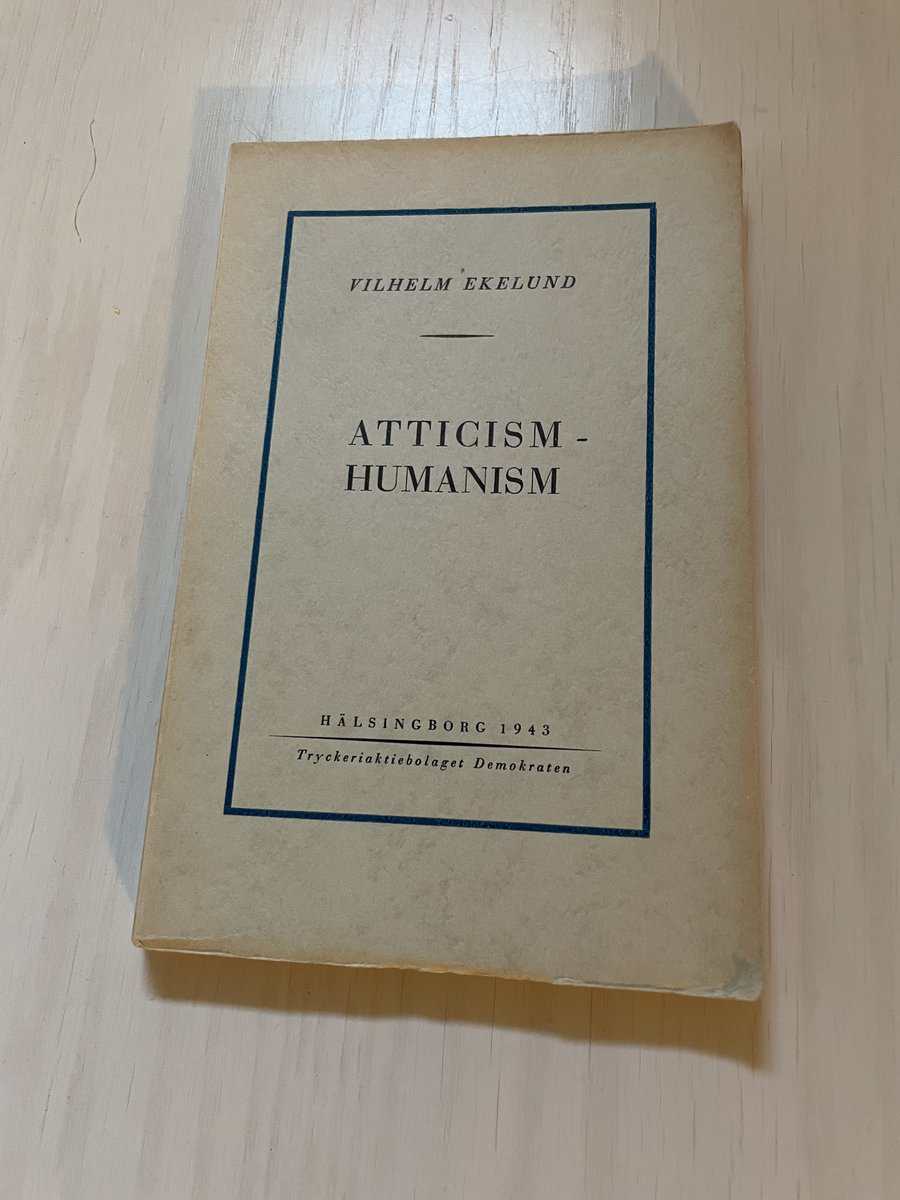 VILHELM EKELUND
ATTICISM -
HUMANISM
HÄLSINGBORG 1943
Tryckeriaktiebolaget Demokraten